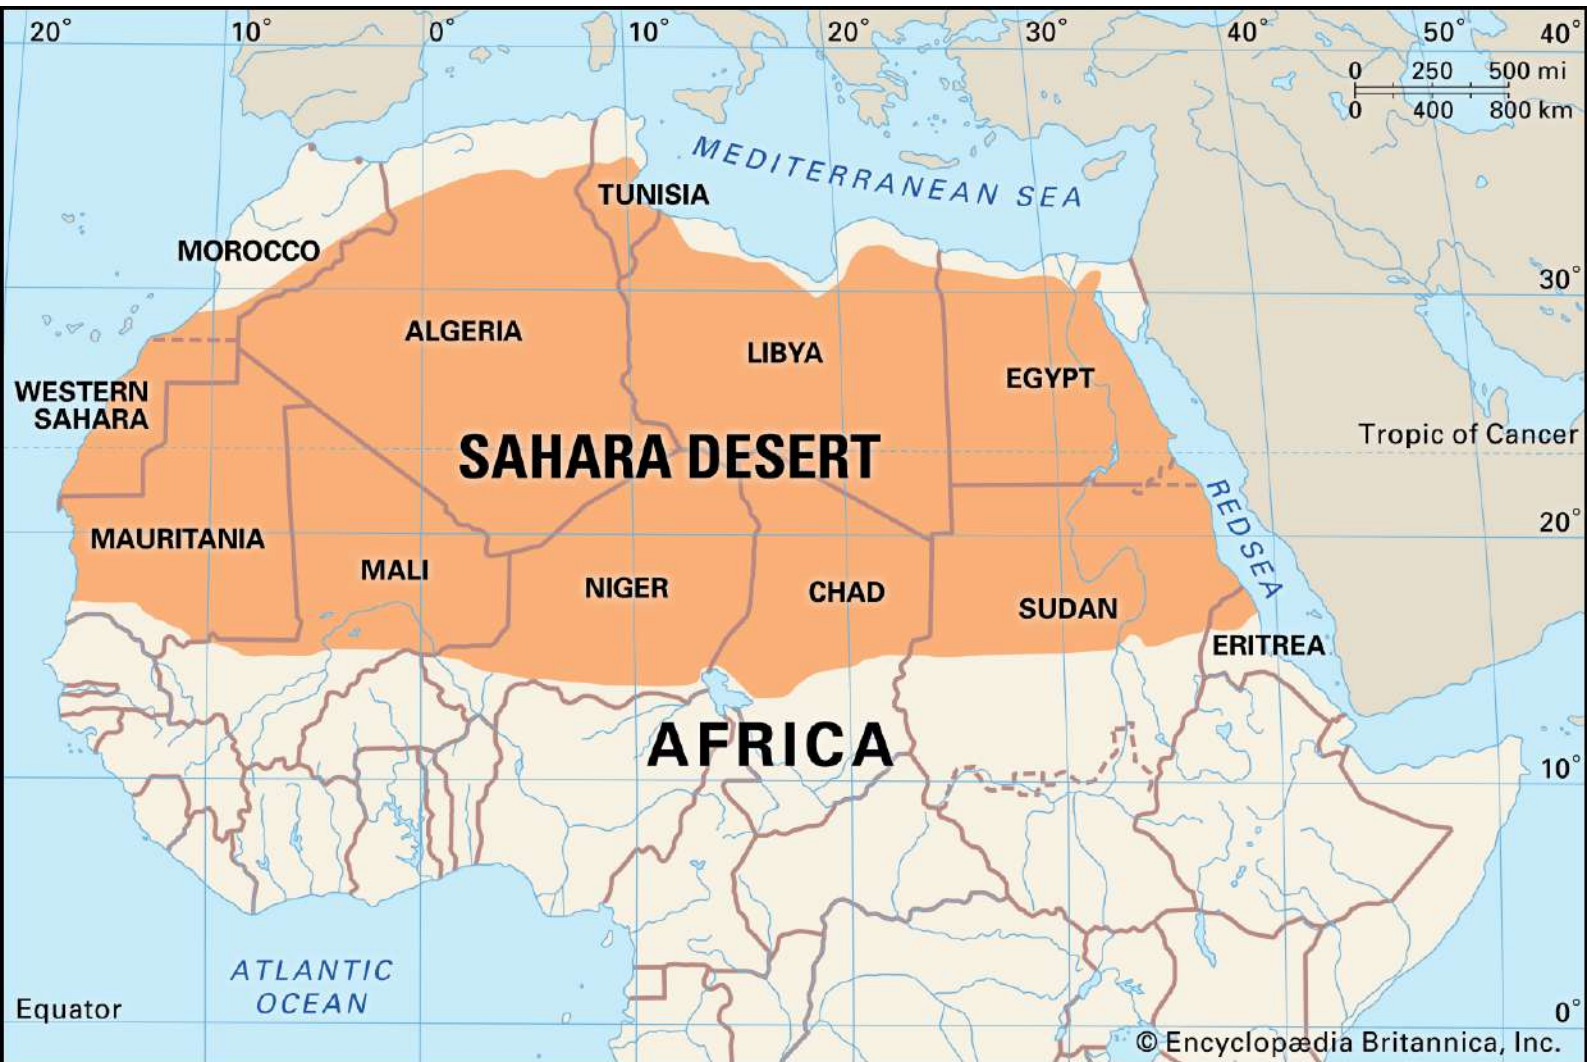 20° 10° 0° 10° 20° 30° 40° 50° 40°
0 250 500 mi
0 400 800 km
MEDITERRANEAN SEA
TUNISIA
MOROCCO
30°
ALGERIA
LIBYA
EGYPT
WESTERN
SAHARA
Tropic of Cancer
SAHARA DESERT
RED SEA
20°
MAURITANIA
MALI
NIGER
CHAD
SUDAN
ERITREA
AFRICA
10°
ATLANTIC
OCEAN
Equator
0°
© Encyclopædia Britannica, Inc.